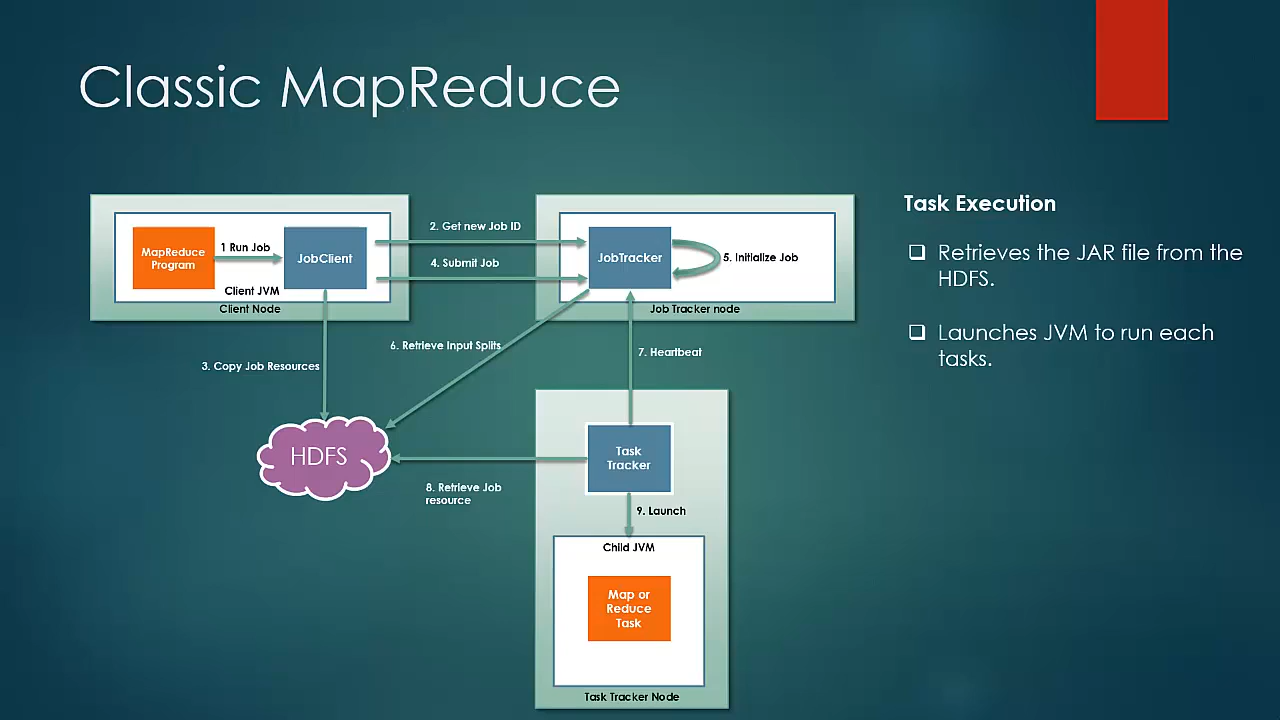 Classic MapReduce
MapReduce
Program
1 Run Job
JobClient
Client JVM
Client Node
2. Get new Job ID
4. Submit Job
JobTracker
5. Initialize Job
Job Tracker node
3. Copy Job Resources
6. Retrieve Input Splits
7. Heartbeat
HDFS
Task
Tracker
8. Retrieve Job
resource
9. Launch
Child JVM
Map or
Reduce
Task
Task Tracker Node
Task Execution
Retrieves the JAR file from the
HDFS.
Launches JVM to run each
tasks.